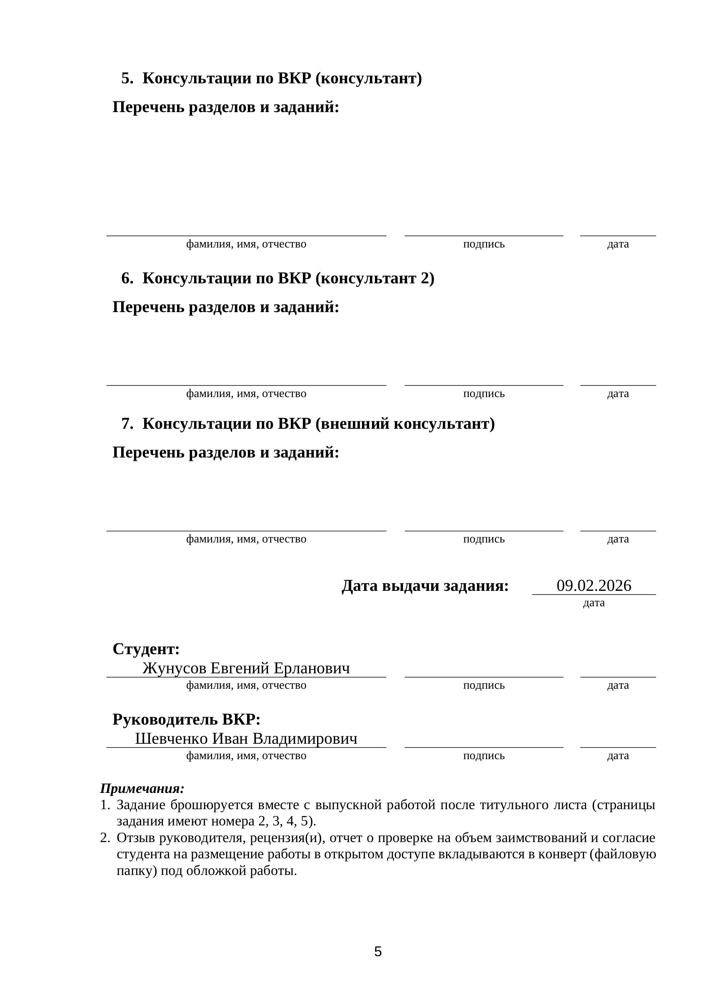 5. Консультации по ВКР (консультант)
Перечень разделов и заданий:
фамилия, имя, отчество подпись дата
6. Консультации по ВКР (консультант 2)
Перечень разделов и заданий:
фамилия, имя, отчество подпись дата
7. Консультации по ВКР (внешний консультант)
Перечень разделов и заданий:
фамилия, имя, отчество подпись дата
Дата выдачи задания: 09.02.2026
дата
Студент:
Жунусов Евгений Ерланович
фамилия, имя, отчество подпись дата
Руководитель ВКР:
Шевченко Иван Владимирович
фамилия, имя, отчество подпись дата
Примечания:
1. Задание брошюруется вместе с выпускной работой после титульного листа (страницы
задания имеют номера 2, 3, 4, 5).
2. Отзыв руководителя, рецензия(и), отчет о проверке на объем заимствований и согласие
студента на размещение работы в открытом доступе вкладываются в конверт (файловую
папку) под обложкой работы.
5